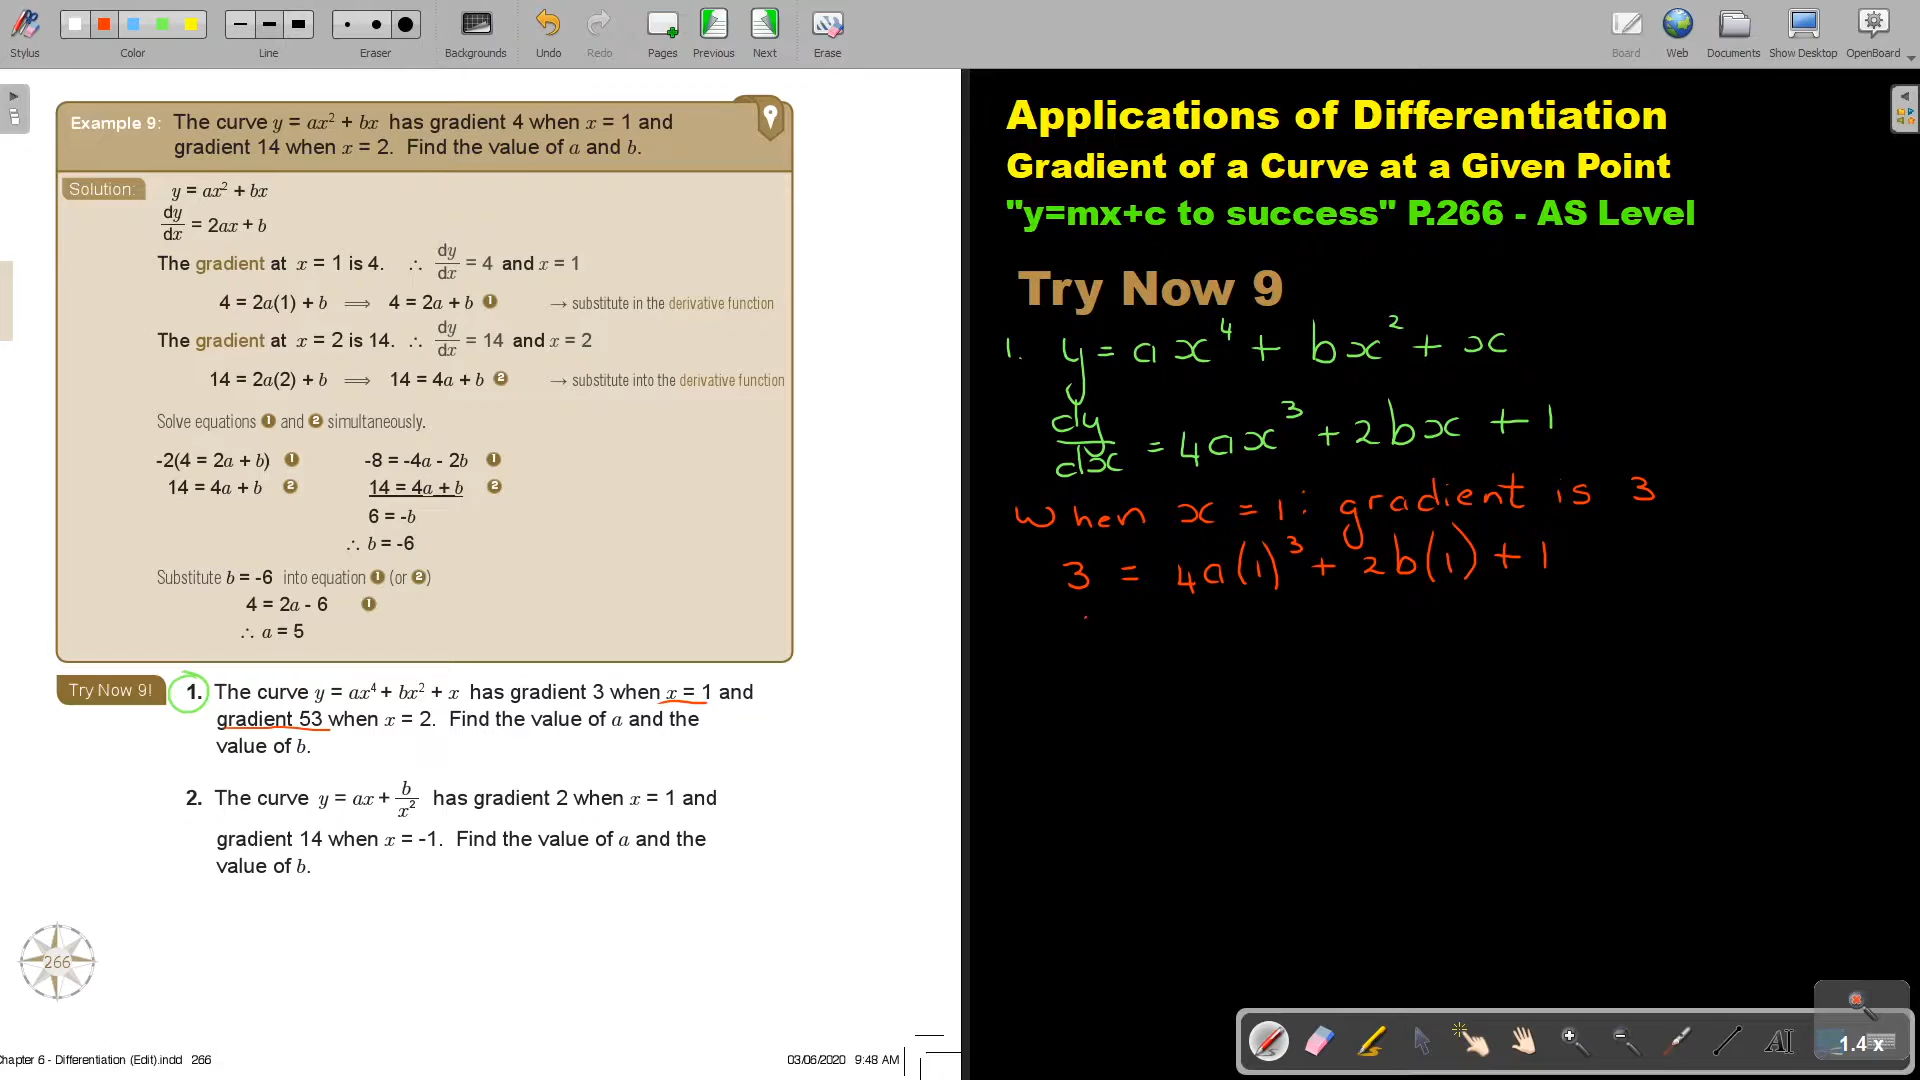 Stylus
Color
Line
Eraser
Backgrounds
Undo
Redo
Pages
Previous
Next
Erase
Board
Web
Documents
Show Desktop
OpenBoard
Example 9: The curve y = ax² + bx has gradient 4 when x = 1 and
gradient 14 when x = 2. Find the value of a and b.
Solution:
y = ax² + bx
dy/dx = 2ax + b
The gradient at x = 1 is 4. ∴ dy/dx = 4 and x = 1
4 = 2a(1) + b ⟹ 4 = 2a + b ❶ → substitute in the derivative function
The gradient at x = 2 is 14. ∴ dy/dx = 14 and x = 2
14 = 2a(2) + b ⟹ 14 = 4a + b ❷ → substitute into the derivative function
Solve equations ❶ and ❷ simultaneously.
-2(4 = 2a + b) ❶ -8 = -4a - 2b ❶
14 = 4a + b ❷ 14 = 4a + b ❷
6 = -b
∴ b = -6
Substitute b = -6 into equation ❶ (or ❷)
4 = 2a - 6 ❶
∴ a = 5
Try Now 9!
1. The curve y = ax⁴ + bx² + x has gradient 3 when x = 1 and
gradient 53 when x = 2. Find the value of a and the
value of b.
2. The curve y = ax + b/x² has gradient 2 when x = 1 and
gradient 14 when x = -1. Find the value of a and the
value of b.
266
hapter 6 - Differentiation (Edit).indd 266
03/06/2020 9:48 AM
Applications of Differentiation
Gradient of a Curve at a Given Point
"y=mx+c to success" P.266 - AS Level
Try Now 9
1. y = ax⁴ + bx² + x
dy/dx = 4ax³ + 2bx + 1
When x = 1: gradient is 3
3 = 4a(1)³ + 2b(1) + 1
AI
1.4 x